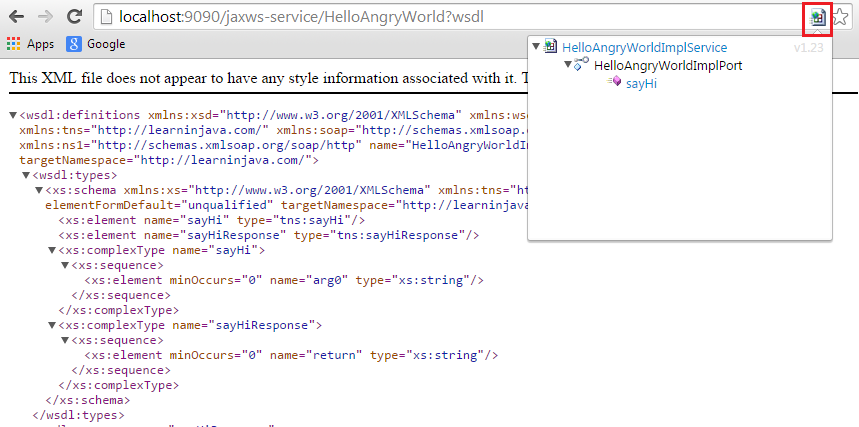 localhost:9090/jaxws-service/HelloAngryWorld?wsdl
Apps Google
This XML file does not appear to have any style information associated with it. T
HelloAngryWorldImplService v1.23
HelloAngryWorldImplPort
sayHi
<wsdl:definitions xmlns:xsd="http://www.w3.org/2001/XMLSchema" xmlns:wsd
xmlns:tns="http://learninjava.com/" xmlns:soap="http://schemas.xmlsoap.o
xmlns:ns1="http://schemas.xmlsoap.org/soap/http" name="HelloAngryWorldIm
targetNamespace="http://learninjava.com/">
<wsdl:types>
<xs:schema xmlns:xs="http://www.w3.org/2001/XMLSchema" xmlns:tns="ht
elementFormDefault="unqualified" targetNamespace="http://learninjava
<xs:element name="sayHi" type="tns:sayHi"/>
<xs:element name="sayHiResponse" type="tns:sayHiResponse"/>
<xs:complexType name="sayHi">
<xs:sequence>
<xs:element minOccurs="0" name="arg0" type="xs:string"/>
</xs:sequence>
</xs:complexType>
<xs:complexType name="sayHiResponse">
<xs:sequence>
<xs:element minOccurs="0" name="return" type="xs:string"/>
</xs:sequence>
</xs:complexType>
</xs:schema>
</wsdl:types>